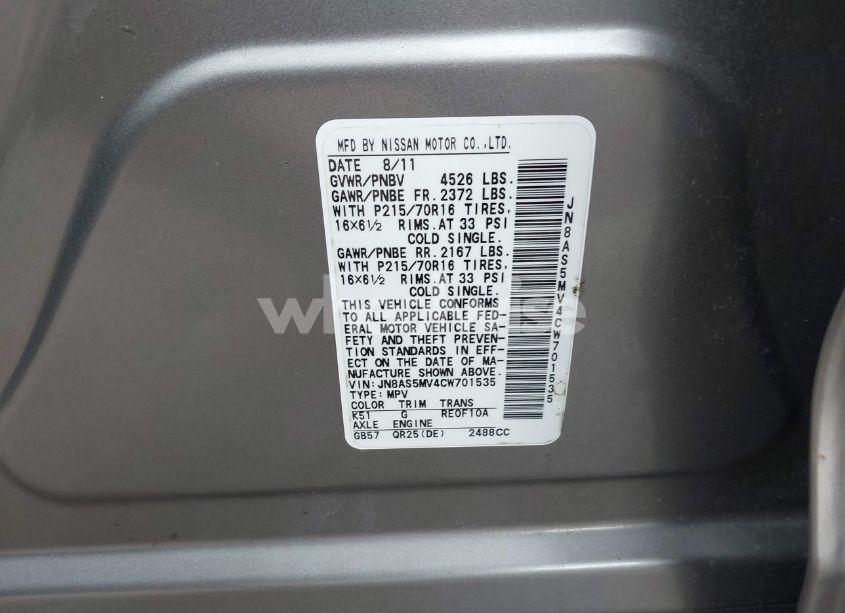 MFD BY NISSAN MOTOR CO.,LTD.
DATE 8/11
GVWR/PNBV 4526 LBS.
GAWR/PNBE FR.2372 LBS.
WITH P215/70R16 TIRES,
16×6½ RIMS.AT 33 PSI
COLD SINGLE.
GAWR/PNBE RR.2167 LBS.
WITH P215/70R16 TIRES,
16×6½ RIMS.AT 33 PSI
COLD SINGLE.
THIS VEHICLE CONFORMS
TO ALL APPLICABLE FED-
ERAL MOTOR VEHICLE SA-
FETY AND THEFT PREVEN-
TION STANDARDS IN EFF-
ECT ON THE DATE OF MA-
NUFACTURE SHOWN ABOVE.
VIN:JN8AS5MV4CW701535
TYPE:MPV
COLOR TRIM TRANS
K51 G RE0F10A
AXLE ENGINE
GB57 QR25(DE) 2488CC
JN8AS5MV4CW701535